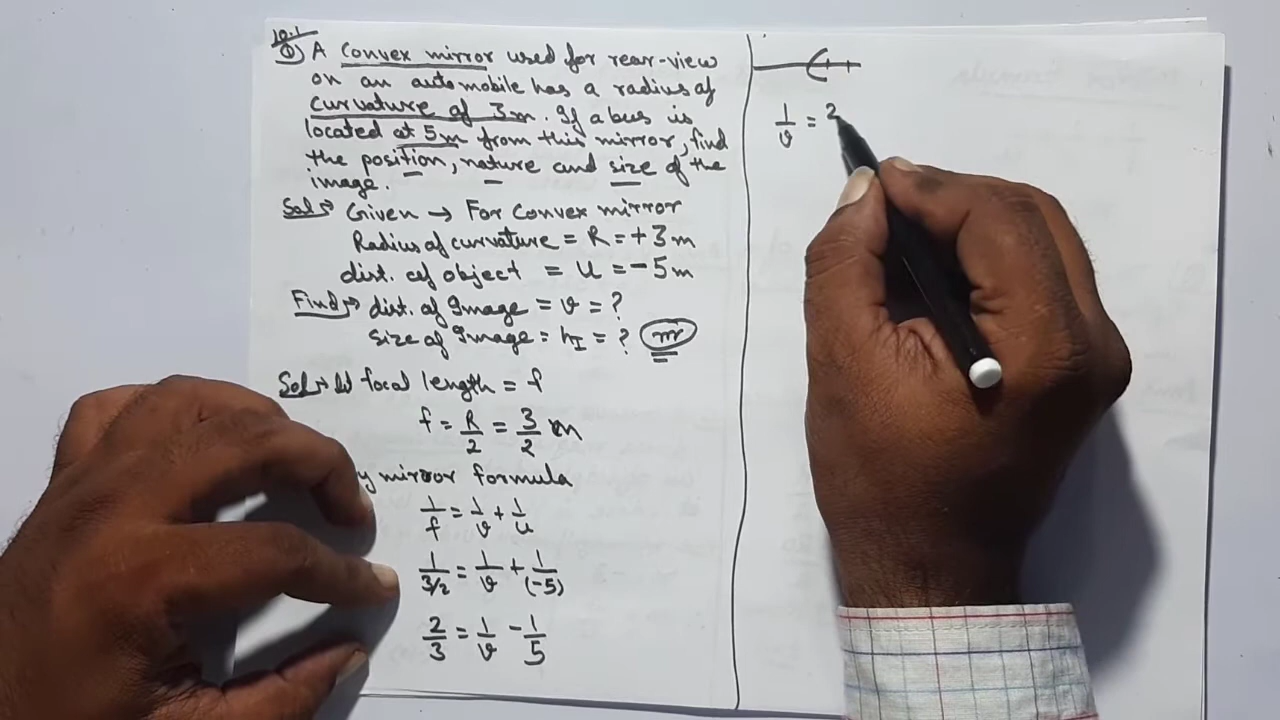 10.1
① A Convex mirror used for rear-view
on an automobile has a radius of
curvature of 3m. If a bus is
located at 5m from this mirror, find
the position, nature and size of the
image.
Sol→ Given → For Convex mirror
Radius of curvature = R = +3m
dist. of object = u = -5m
Find→ dist. of Image = v = ?
size of Image = hI = ? m
Sol→ let focal length = f
f = R/2 = 3/2 m
mirror formula
1/f = 1/v + 1/u
1/3/2 = 1/v + 1/(-5)
2/3 = 1/v - 1/5
1/v = 2